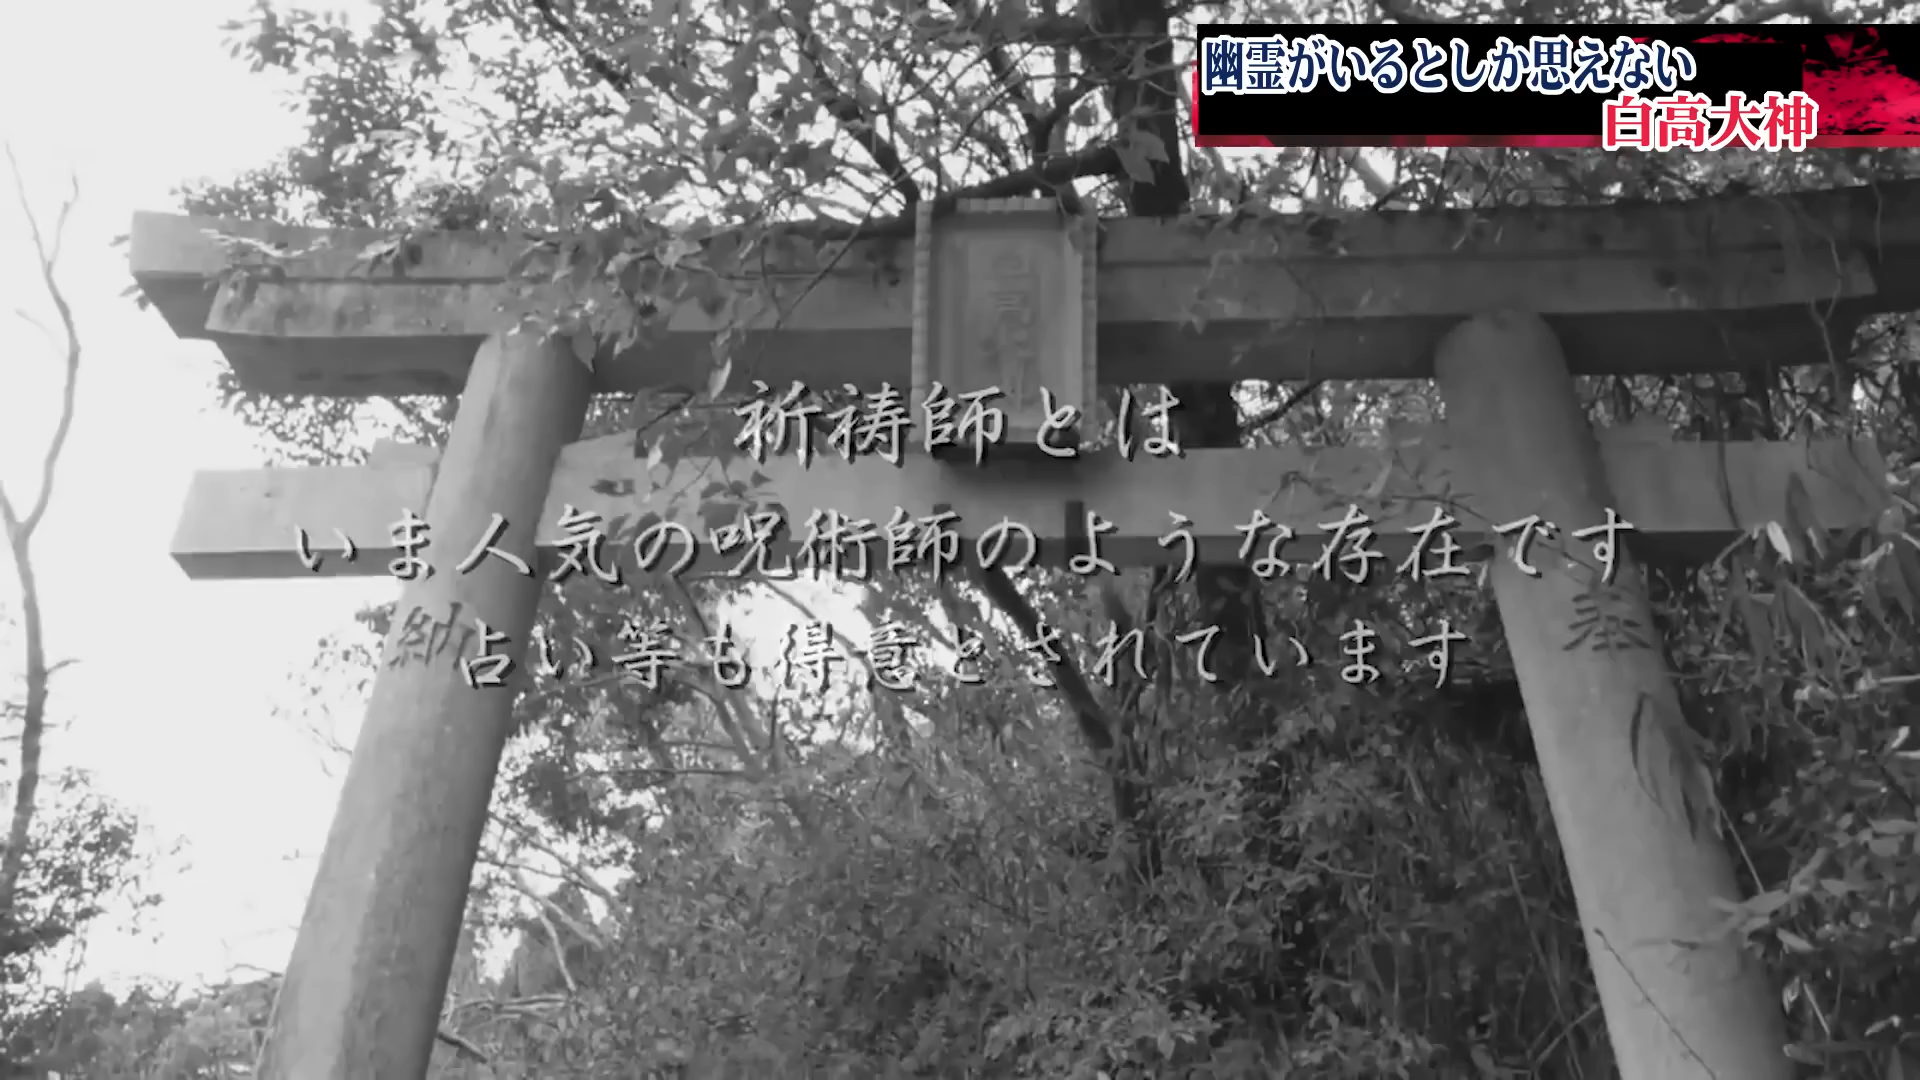 幽霊がいるとしか思えない
白高大神
祈祷師とは
いま人気の呪術師のような存在です
占い等も得意とされています
納
奉